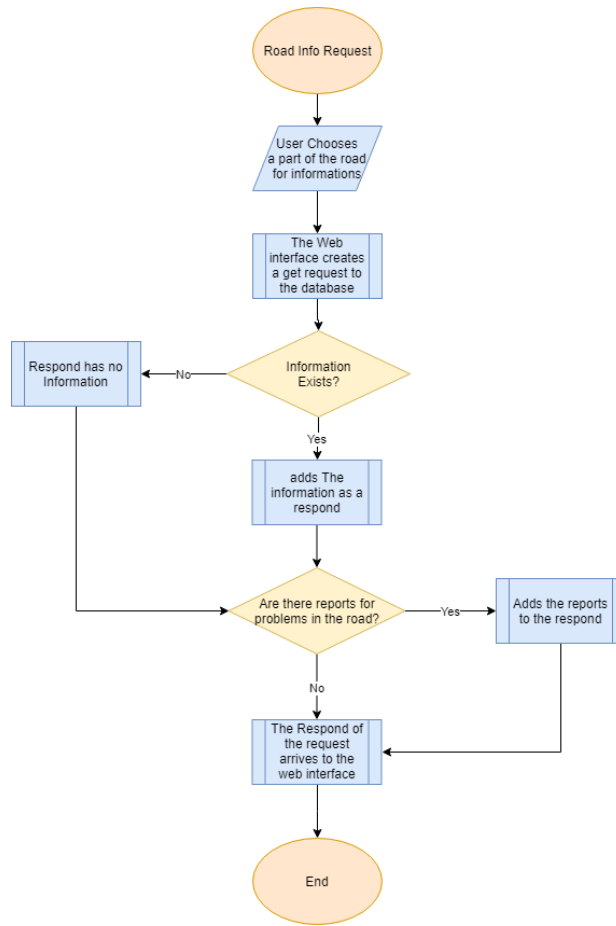 Road Info Request
User Chooses
a part of the road
for informations
The Web
interface creates
a get request to
the database
Information
Exists?
No
Respond has no
Information
Yes
adds The
information as a
respond
Are there reports for
problems in the road?
Yes
Adds the reports
to the respond
No
The Respond of
the request
arrives to the
web interface
End